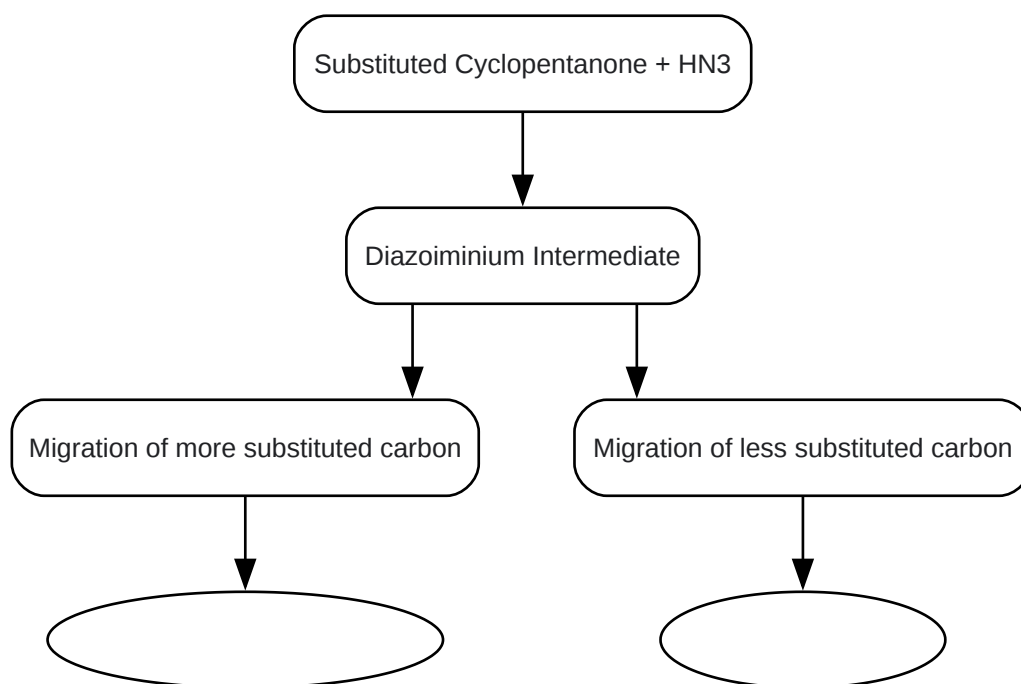 Substituted Cyclopentanone + HN3
Diazoiminium Intermediate
Migration of more substituted carbon
Migration of less substituted carbon